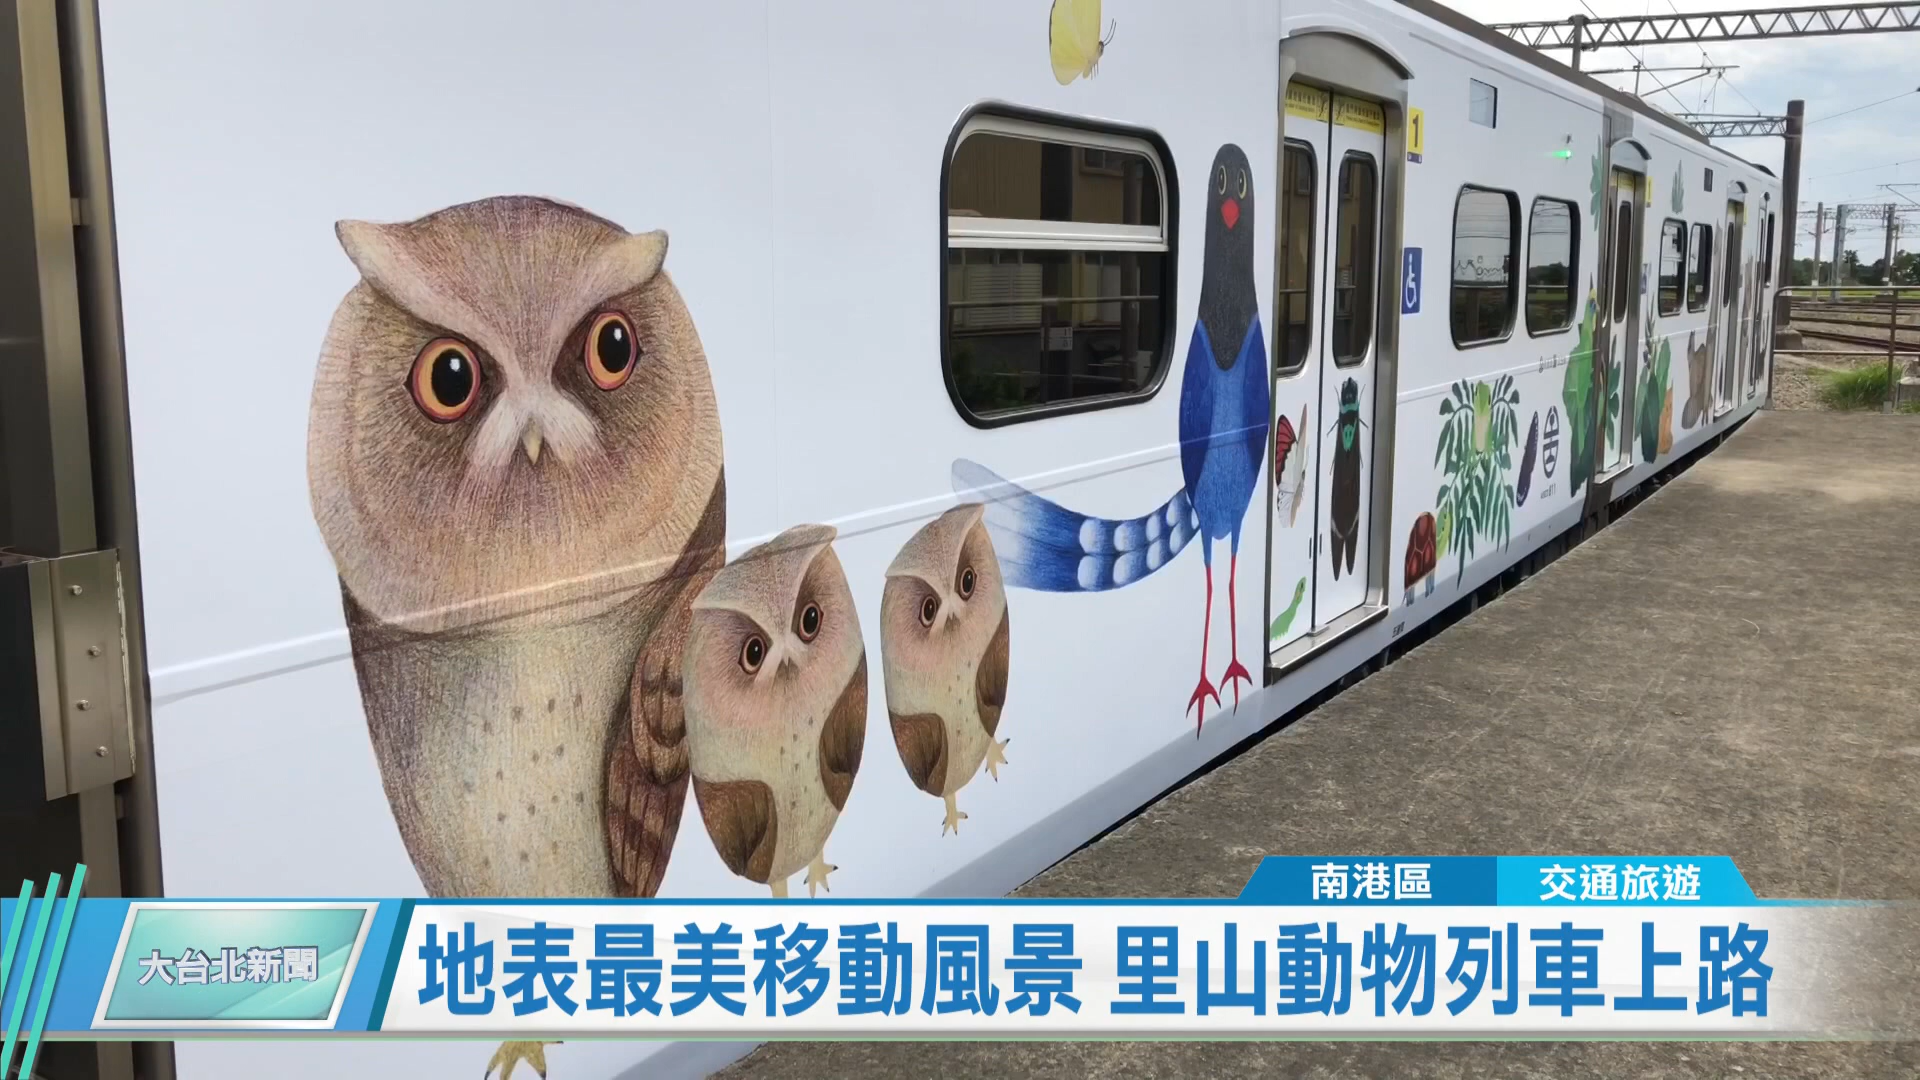 1
南港區 交通旅遊
大台北新聞
地表最美移動風景 里山動物列車上路